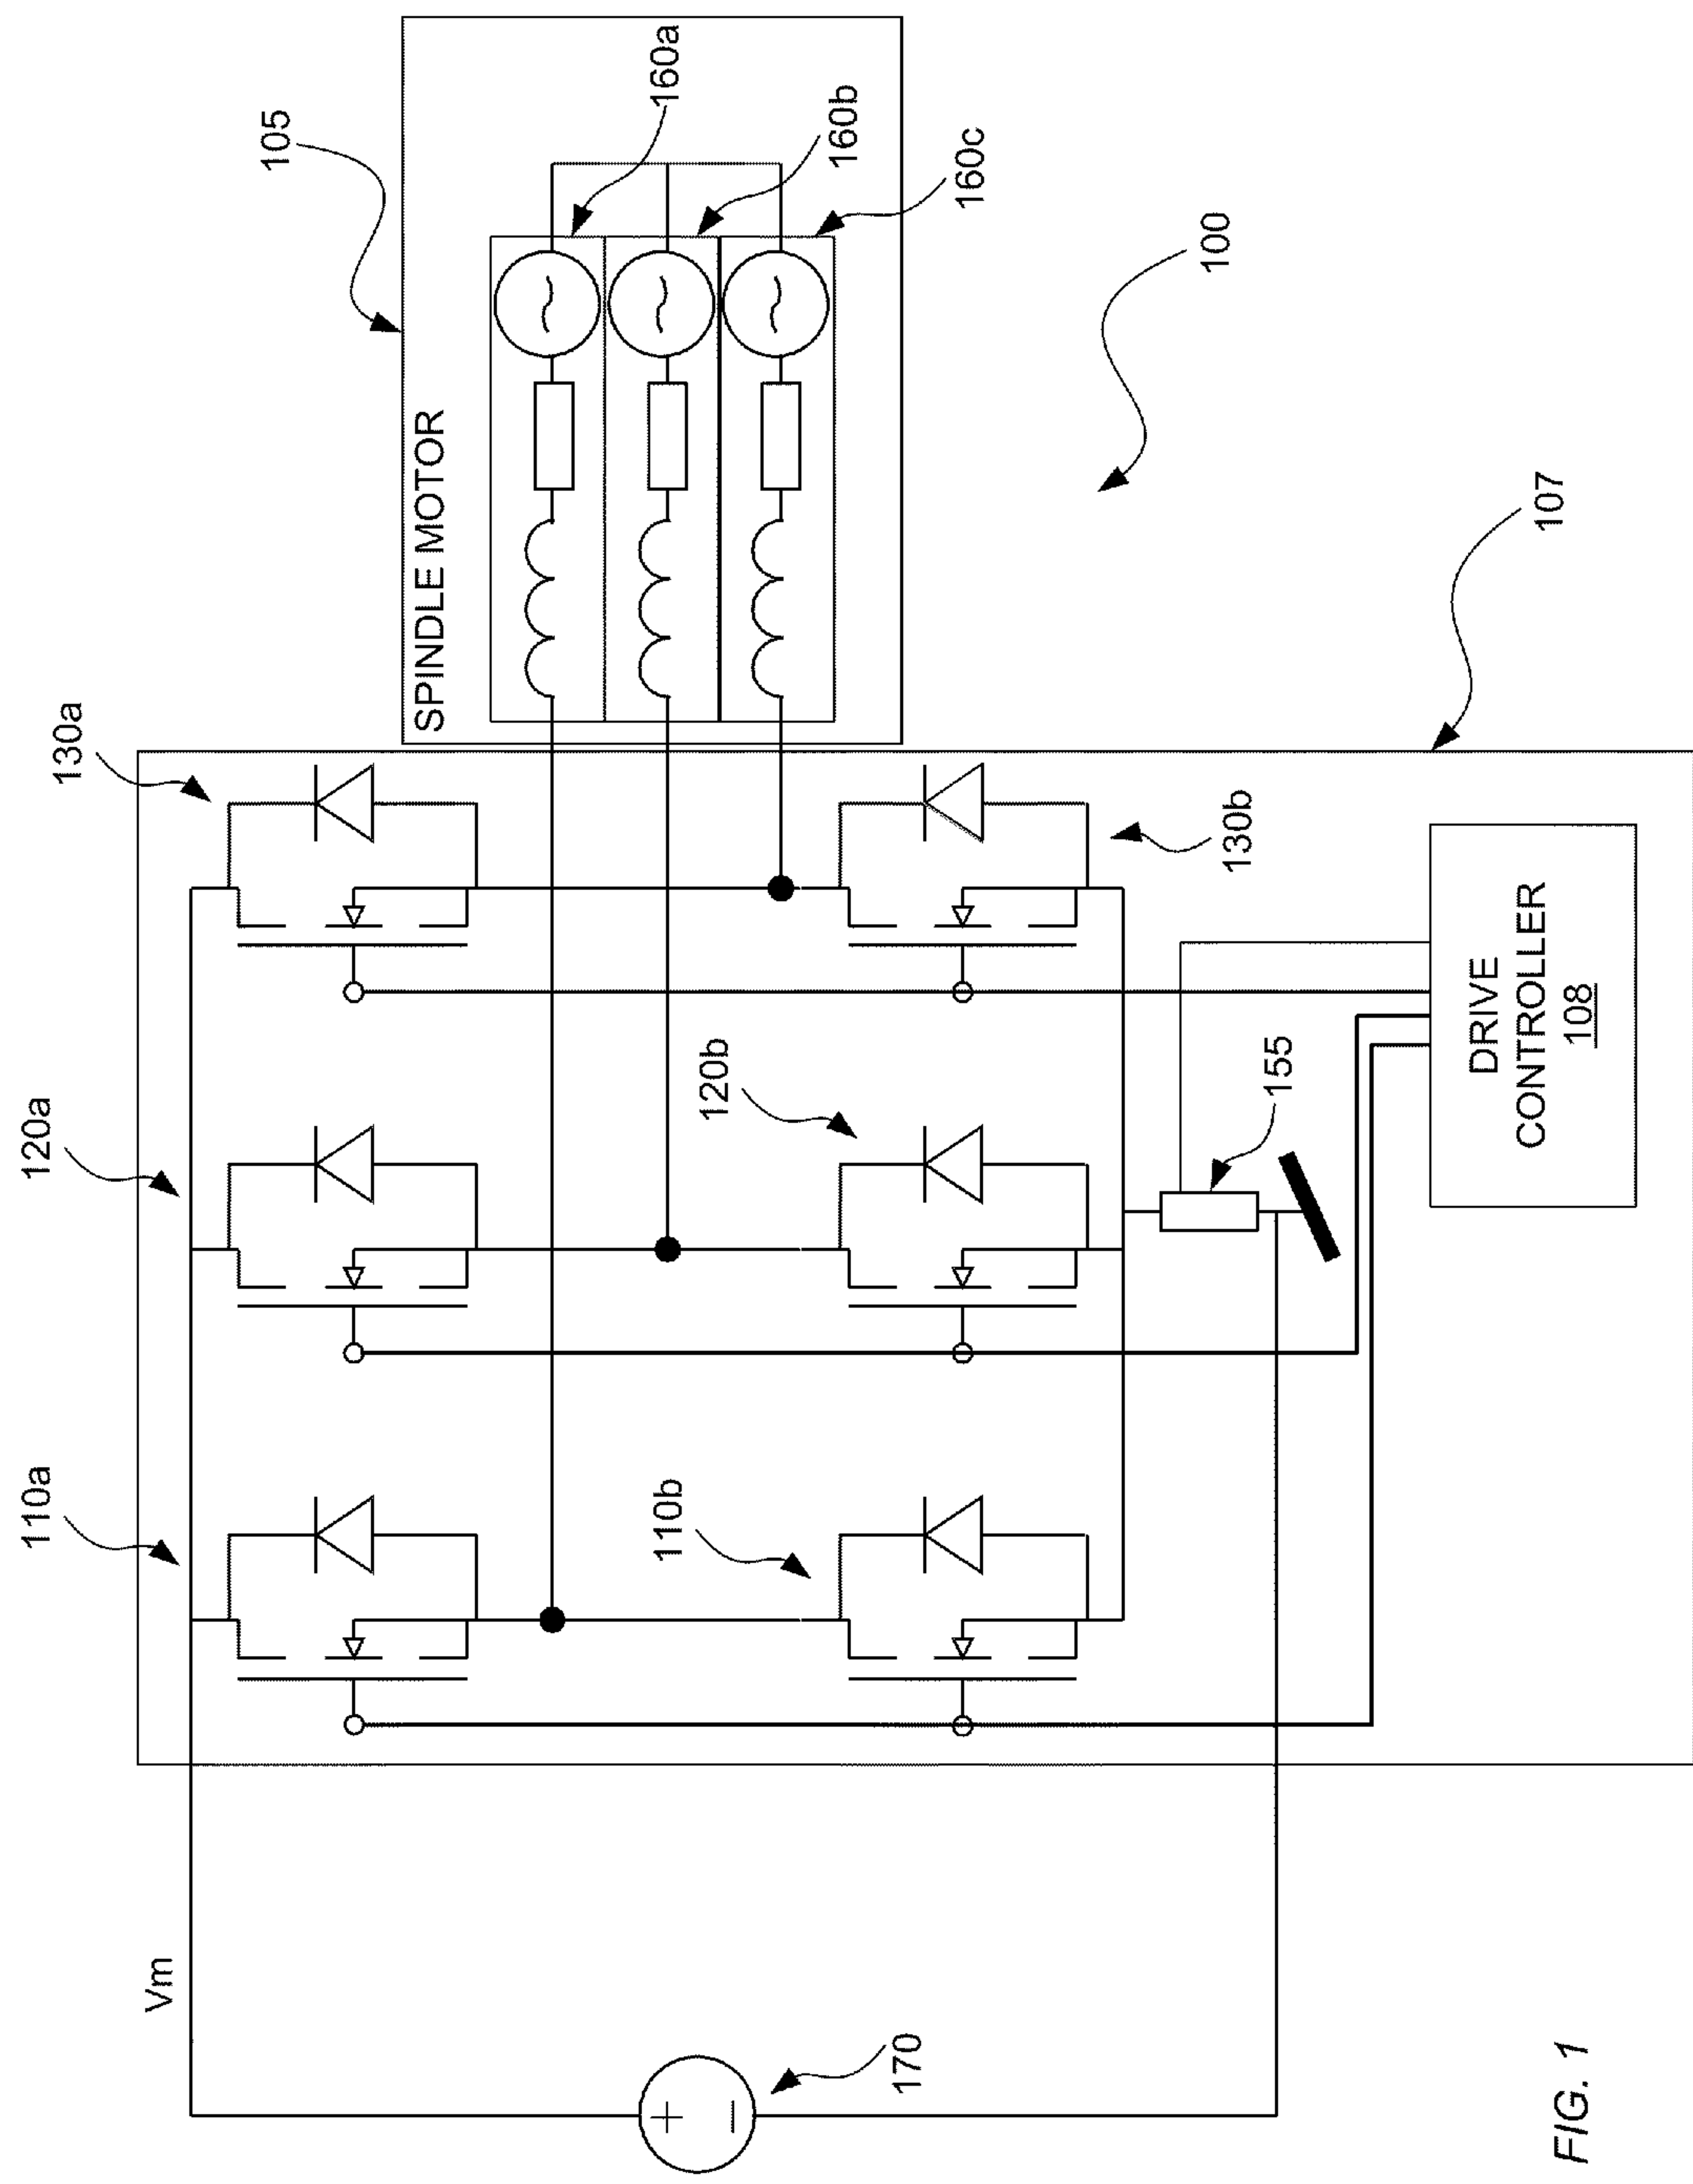 105
SPINDLE MOTOR
160a
160b
160c
100
130a
130b
107
120a
120b
155
DRIVE
CONTROLLER
108
110a
110b
Vm
+
−
170
FIG. 1